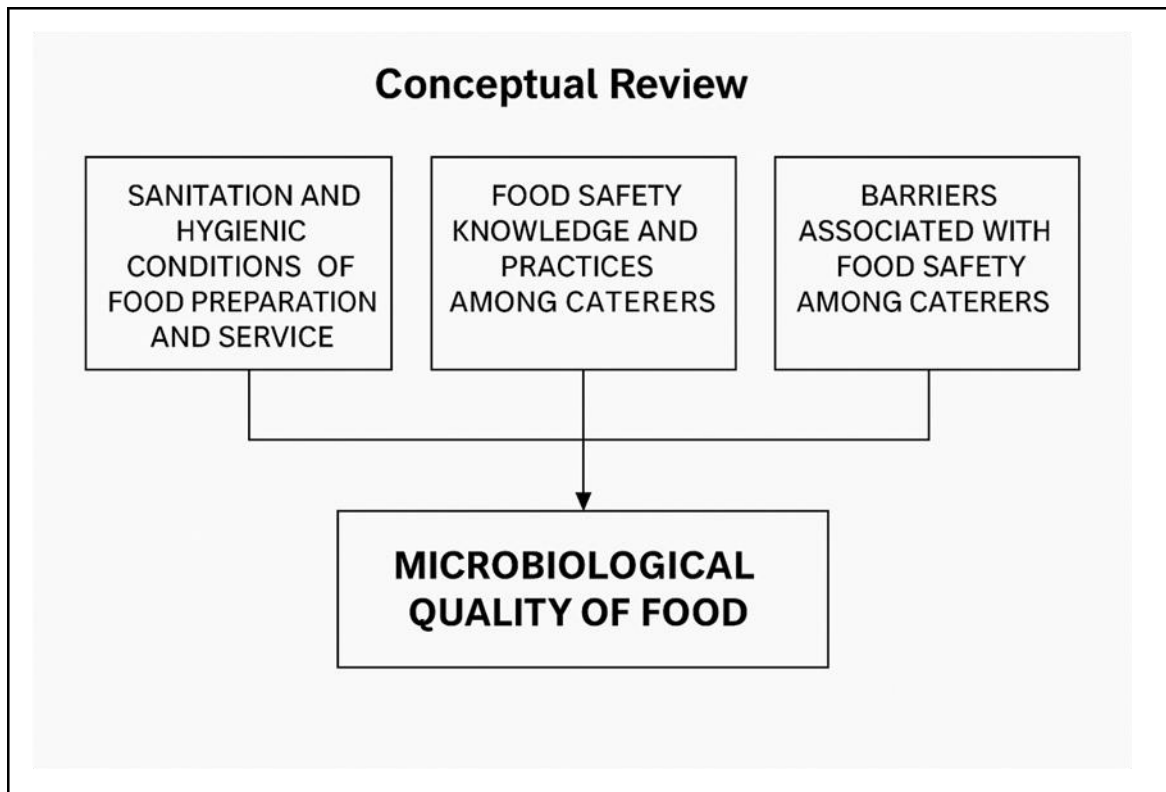 Conceptual Review
SANITATION AND
HYGIENIC
CONDITIONS OF
FOOD PREPARATION
AND SERVICE
FOOD SAFETY
KNOWLEDGE AND
PRACTICES
AMONG CATERERS
BARRIERS
ASSOCIATED WITH
FOOD SAFETY
AMONG CATERERS
MICROBIOLOGICAL
QUALITY OF FOOD